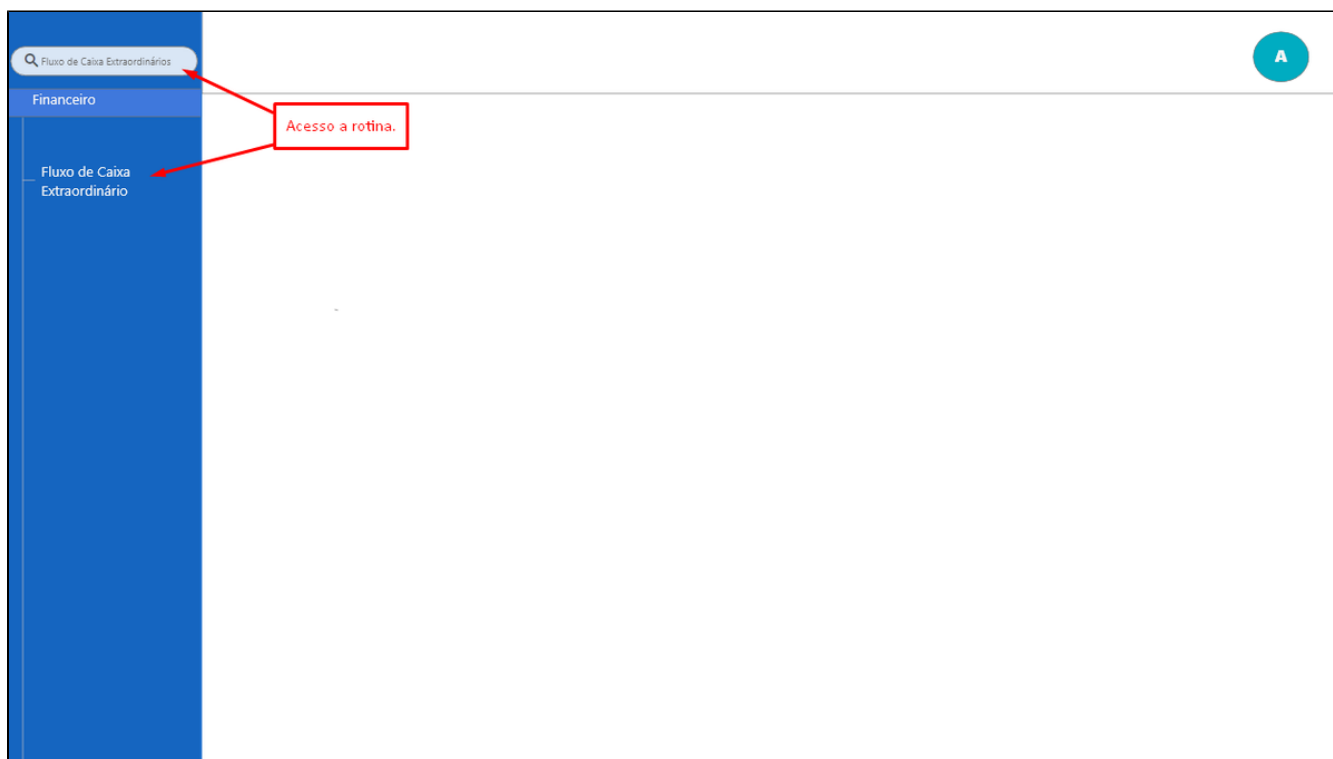 Fluxo de Caixa Extraordinários
A
Financeiro
Acesso a rotina.
Fluxo de Caixa
Extraordinário